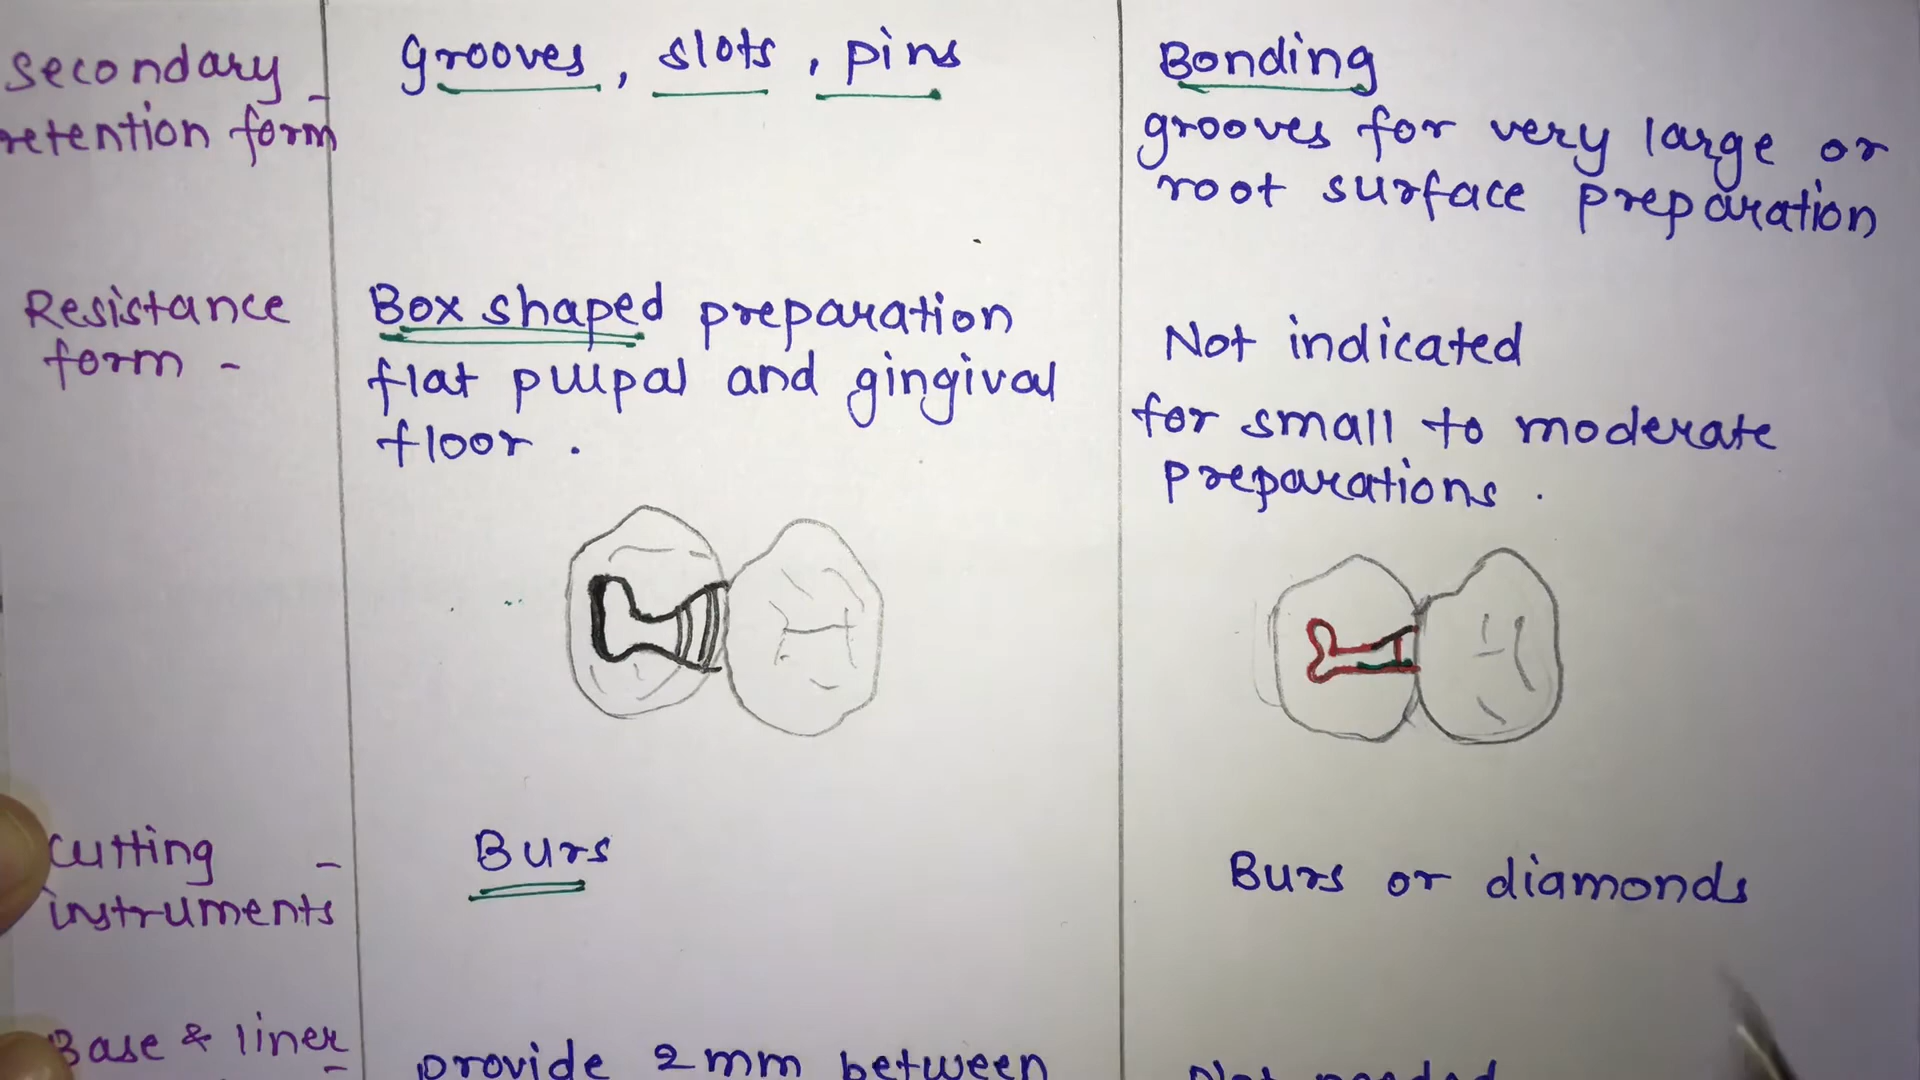 secondary -
retention form
grooves, slots, pins
Bonding
grooves for very large or
root surface preparation
Resistance
form -
Box shaped preparation
flat pulpal and gingival
floor.
Not indicated
for small to moderate
preparations.
cutting -
instruments
Burs
Burs or diamonds
Base & liner
-
provide 2mm between
Not needed